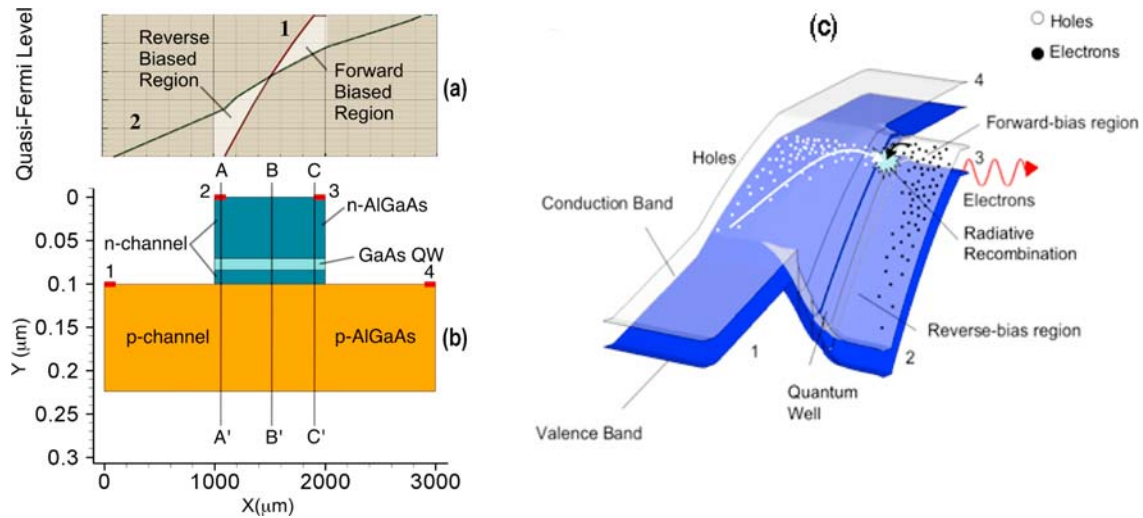 Quasi-Fermi Level
Reverse
Biased
Region
1
Forward
Biased
Region
2
(a)
A
B
C
2
3
n-AlGaAs
n-channel
GaAs QW
1
4
p-channel
p-AlGaAs
(b)
Y (μm)
0
0.05
0.1
0.15
0.2
0.25
0.3
A'
B'
C'
0
1000
2000
3000
X(μm)
(c)
Holes
Electrons
4
Forward-bias region
Holes
3
Electrons
Conduction Band
Radiative
Recombination
Reverse-bias region
1
2
Quantum
Well
Valence Band